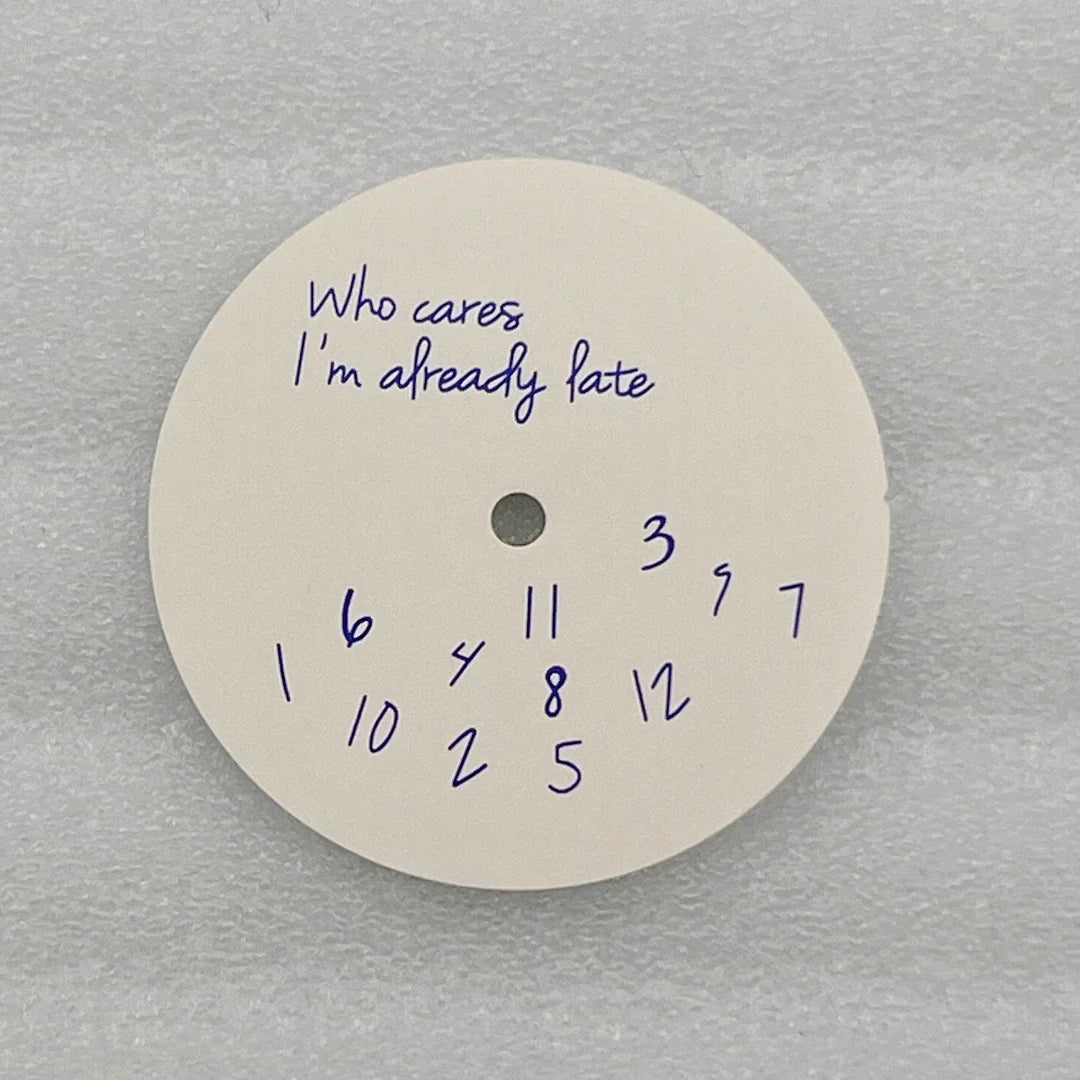 Who cares
I'm already late
3
9 7
6 11
1 4 8 12
10 2 5